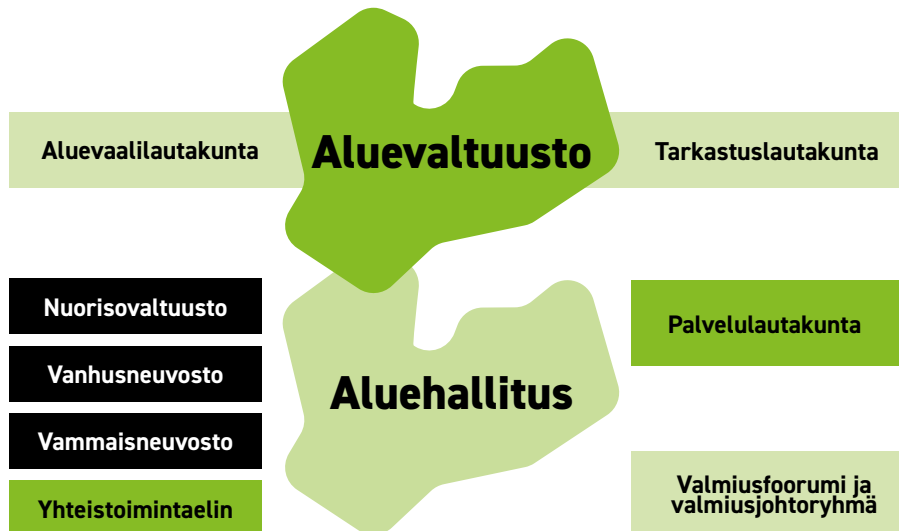 Aluevaalilautakunta
Aluevaltuusto
Tarkastuslautakunta
Nuorisovaltuusto
Vanhusneuvosto
Vammaisneuvosto
Yhteistoimintaelin
Aluehallitus
Palvelulautakunta
Valmiusfoorumi ja
valmiusjohtoryhmä